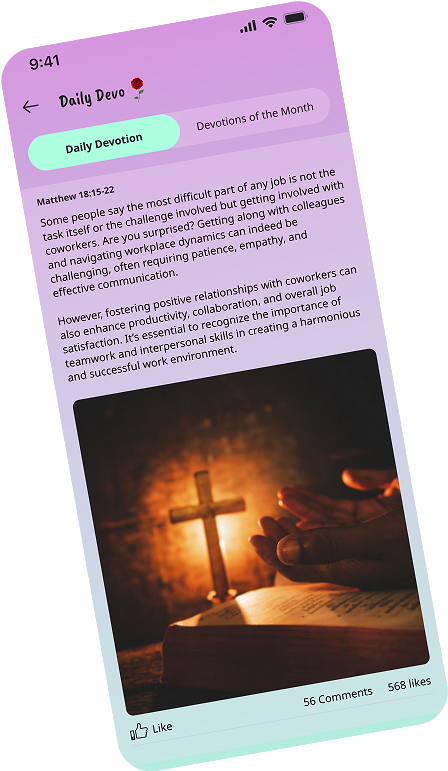 9:41
Daily Devo
Daily Devotion
Devotions of the Month
Matthew 18:15-22
Some people say the most difficult part of any job is not the
task itself or the challenge involved but getting involved with
coworkers. Are you surprised? Getting along with colleagues
and navigating workplace dynamics can indeed be
challenging, often requiring patience, empathy, and
effective communication.
However, fostering positive relationships with coworkers can
also enhance productivity, collaboration, and overall job
satisfaction. It's essential to recognize the importance of
teamwork and interpersonal skills in creating a harmonious
and successful work environment.
Like
56 Comments
568 likes